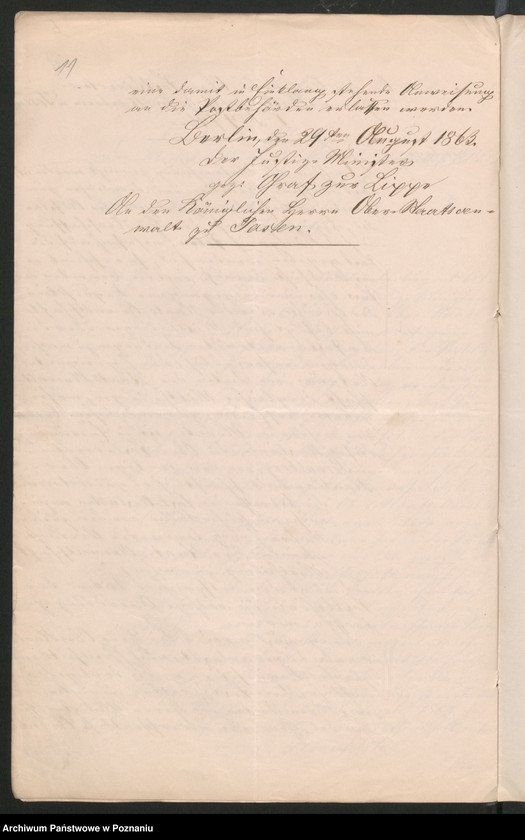 11
eine damit in Einklang stehende Anweisung
an die Postbehörden erlassen werden.
Berlin, den 29ten August 1863.
Der Justiz-Minister
gez: Graf zur Lippe
An den Königlichen Herrn Ober-Staatsan-
walt zu Posen.
Archiwum Państwowe w Poznaniu